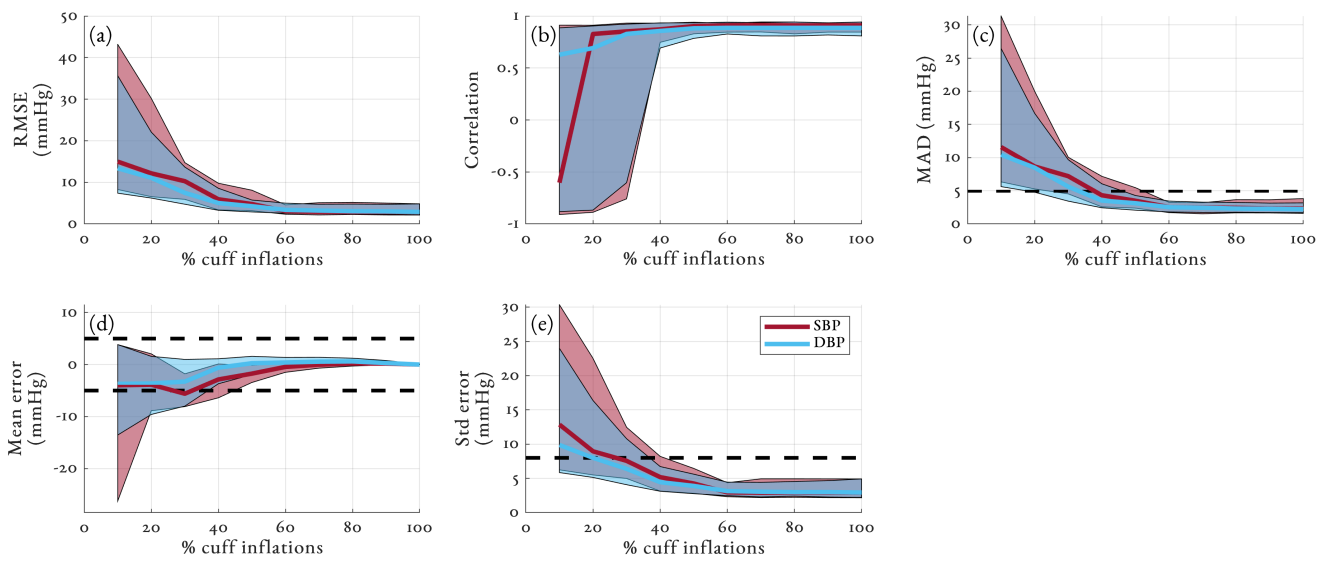 (a)
50
40
30
20
10
0
RMSE
(mmHg)
0 20 40 60 80 100
% cuff inflations
(b)
1
0.5
0
-0.5
-1
Correlation
0 20 40 60 80 100
% cuff inflations
(c)
30
25
20
15
10
5
0
MAD (mmHg)
0 20 40 60 80 100
% cuff inflations
(d)
10
0
-10
-20
Mean error
(mmHg)
0 20 40 60 80 100
% cuff inflations
(e)
30
25
20
15
10
5
0
Std error
(mmHg)
SBP
DBP
0 20 40 60 80 100
% cuff inflations